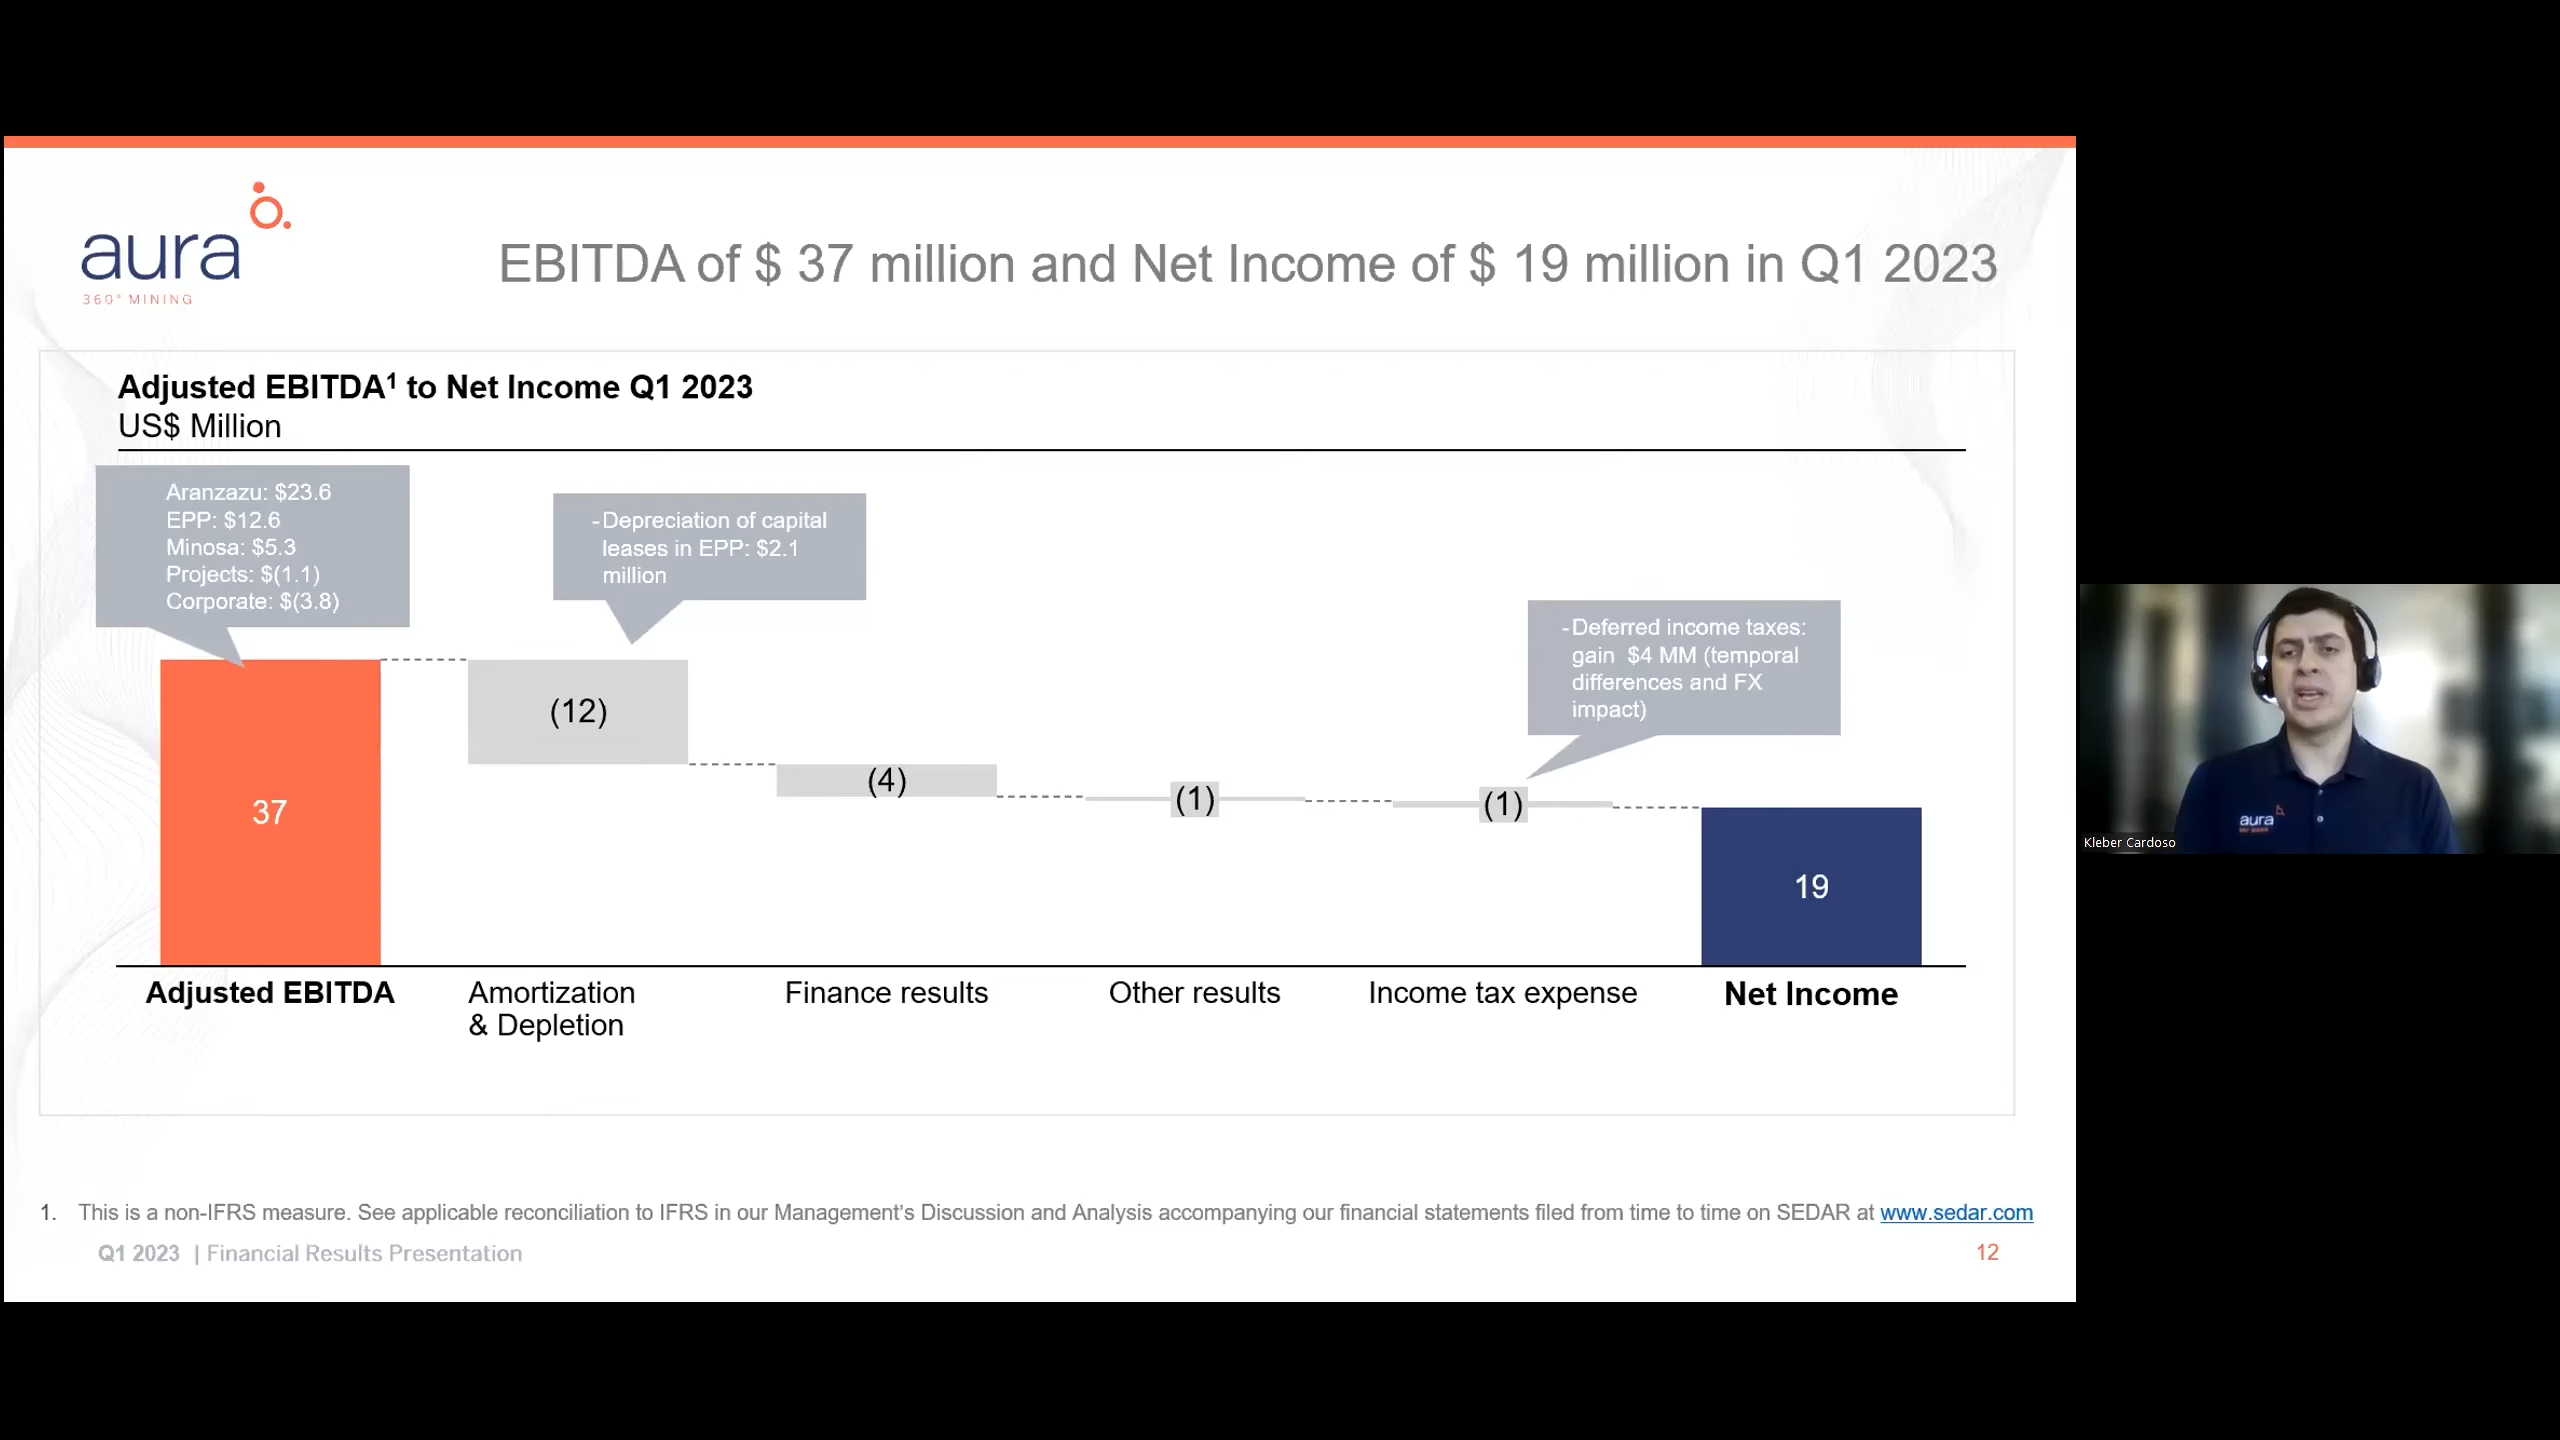 aura
360° MINING
EBITDA of $ 37 million and Net Income of $ 19 million in Q1 2023
Adjusted EBITDA¹ to Net Income Q1 2023
US$ Million
Aranzazu: $23.6
EPP: $12.6
Minosa: $5.3
Projects: $(1.1)
Corporate: $(3.8)
-Depreciation of capital
leases in EPP: $2.1
million
-Deferred income taxes:
gain $4 MM (temporal
differences and FX
impact)
37
(12)
(4)
(1)
(1)
19
Adjusted EBITDA
Amortization
& Depletion
Finance results
Other results
Income tax expense
Net Income
1. This is a non-IFRS measure. See applicable reconciliation to IFRS in our Management's Discussion and Analysis accompanying our financial statements filed from time to time on SEDAR at www.sedar.com
Q1 2023 | Financial Results Presentation
12
aura
Kleber Cardoso